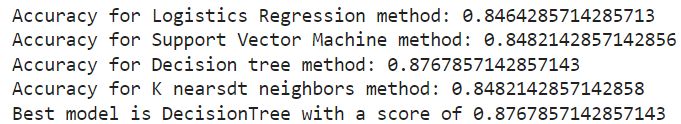 Accuracy for Logistics Regression method: 0.8464285714285713
Accuracy for Support Vector Machine method: 0.8482142857142856
Accuracy for Decision tree method: 0.8767857142857143
Accuracy for K nearsdt neighbors method: 0.8482142857142858
Best model is DecisionTree with a score of 0.8767857142857143